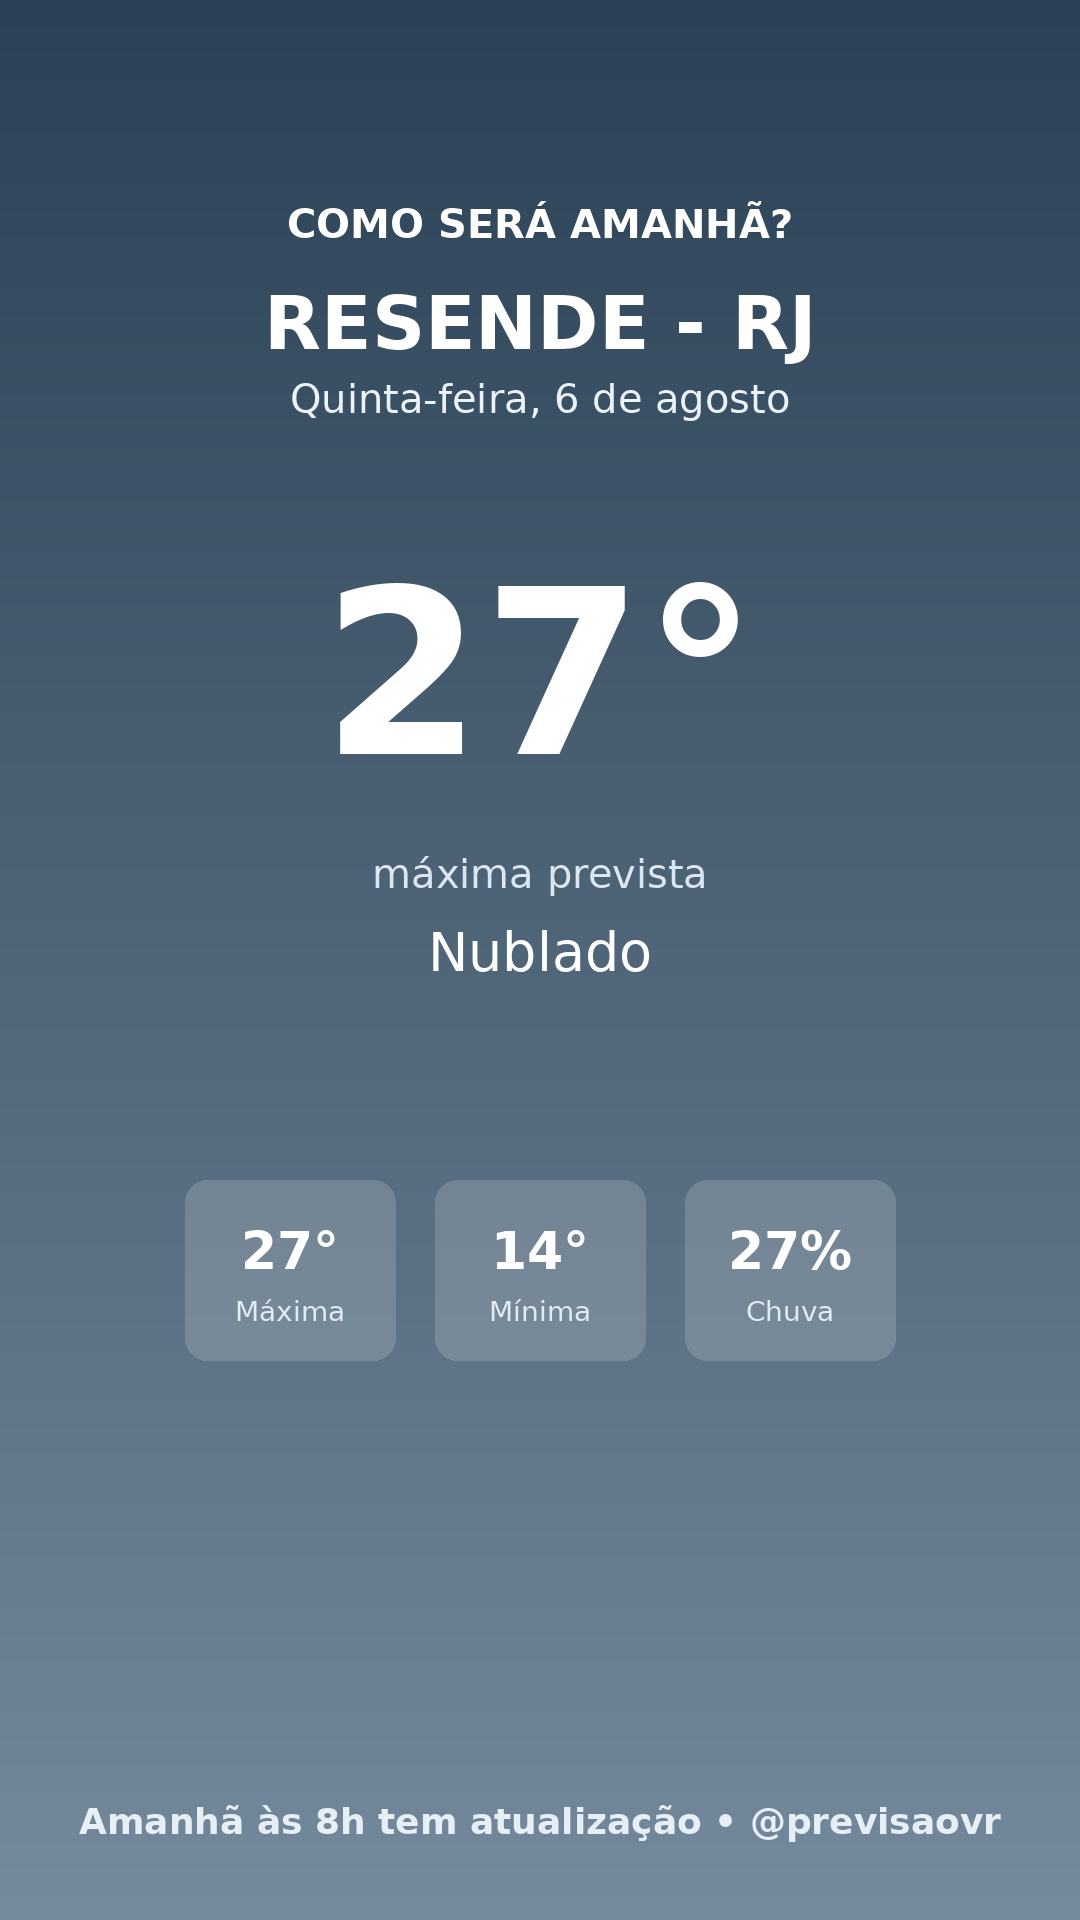 COMO SERÁ AMANHÃ?
RESENDE - RJ
Quinta-feira, 6 de agosto
27°
máxima prevista
Nublado
27° 14° 27%
Máxima Mínima Chuva
Amanhã às 8h tem atualização • @previsaovr